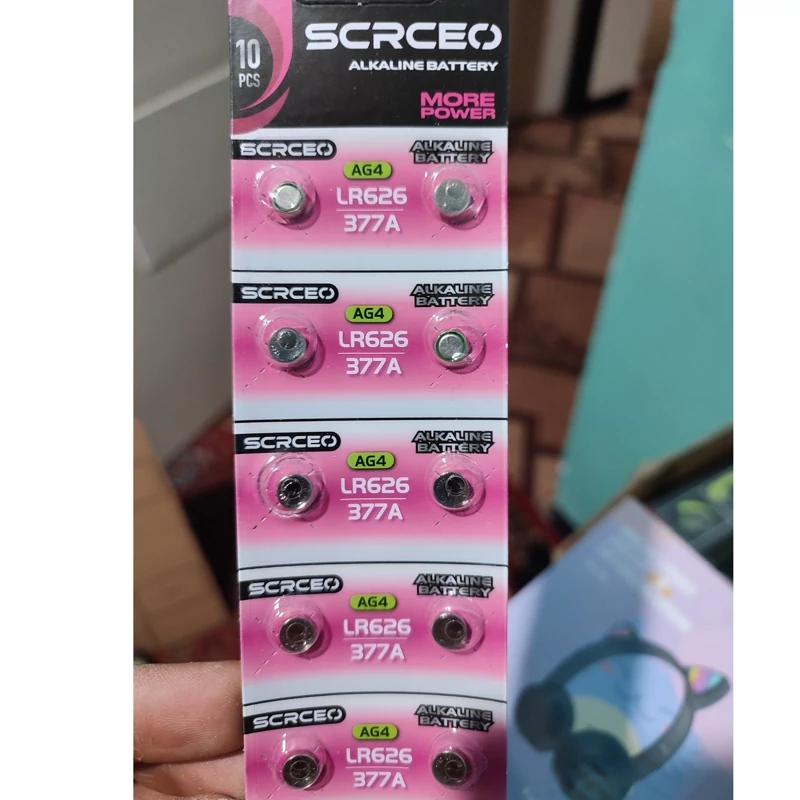 10
PCS
SCRCEO
ALKALINE BATTERY
MORE
POWER
SCRCEO
ALKALINE
BATTERY
AG4
LR626
377A
SCRCEO
ALKALINE
BATTERY
AG4
LR626
377A
SCRCEO
ALKALINE
BATTERY
AG4
LR626
377A
SCRCEO
ALKALINE
BATTERY
AG4
LR626
377A
SCRCEO
ALKALINE
BATTERY
AG4
LR626
377A